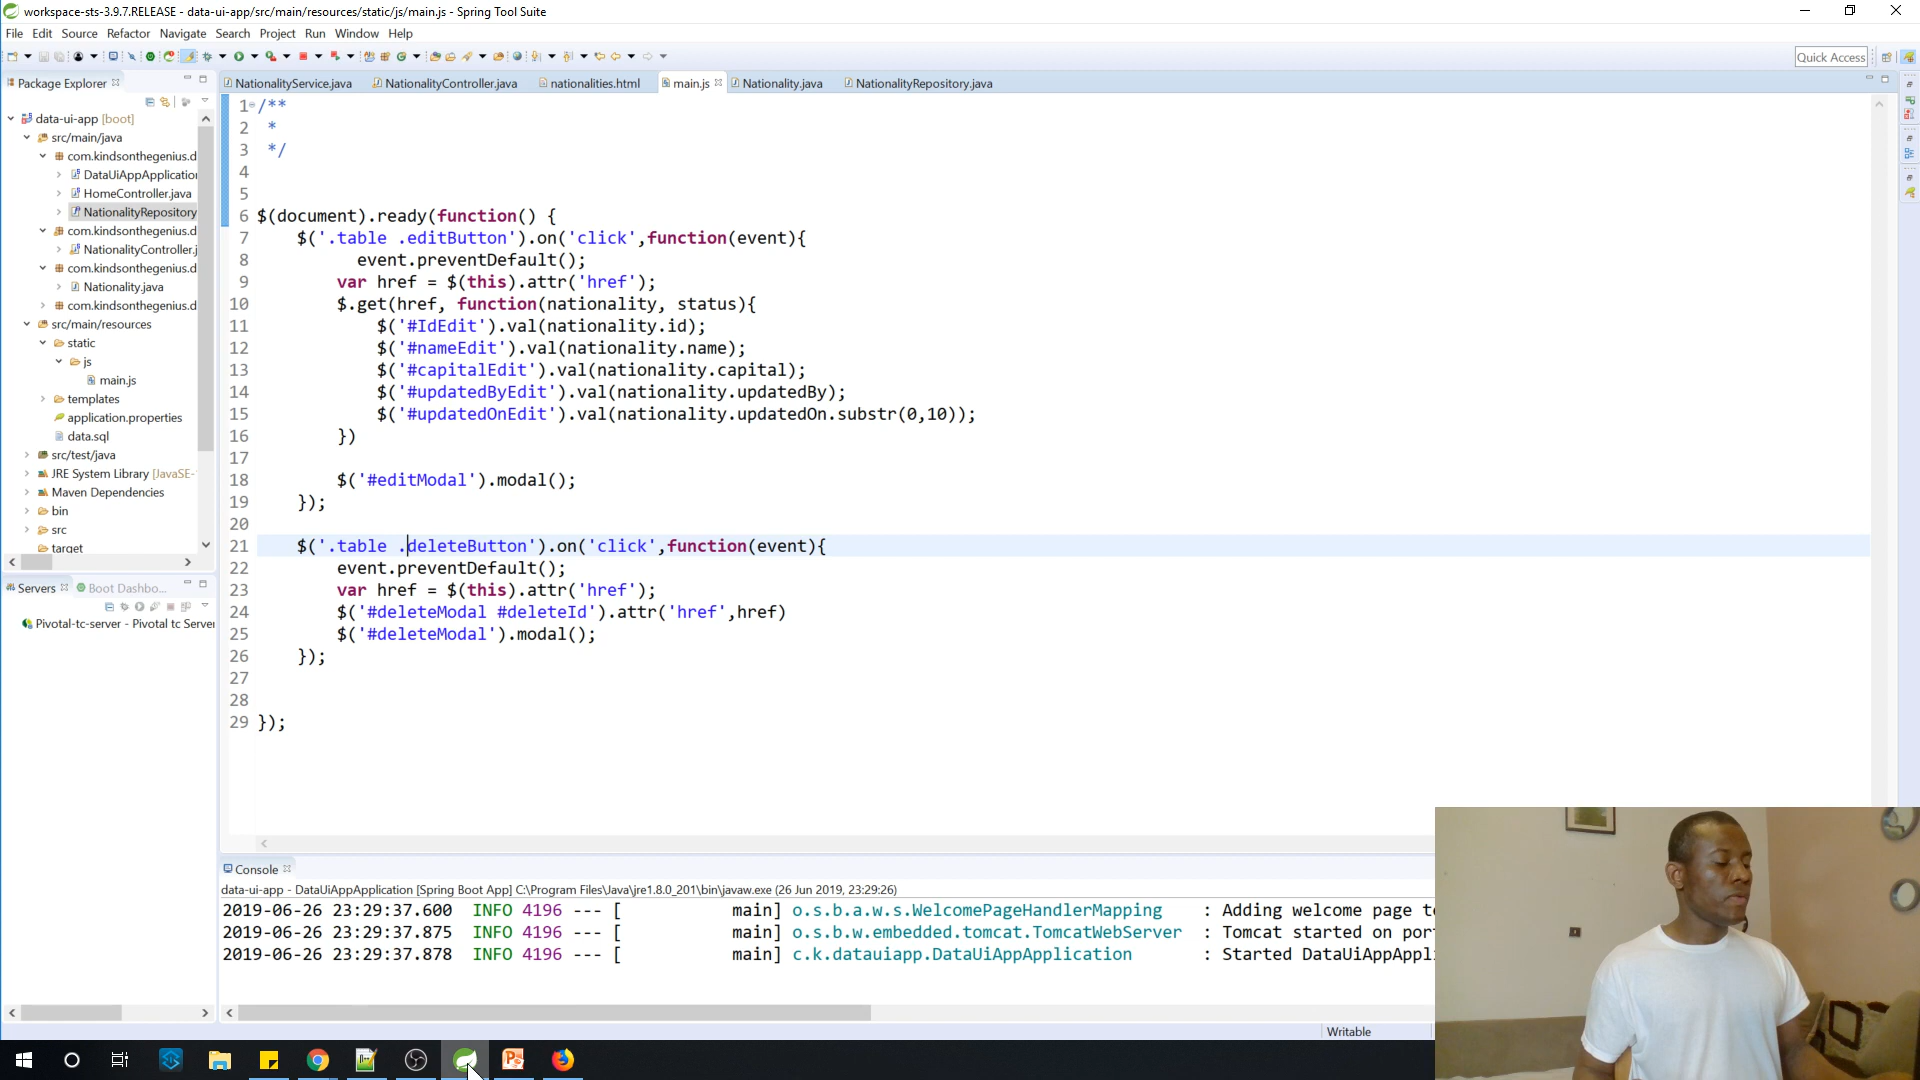 workspace-sts-3.9.7.RELEASE - data-ui-app/src/main/resources/static/js/main.js - Spring Tool Suite
File Edit Source Refactor Navigate Search Project Run Window Help
Quick Access
Package Explorer
NationalityService.java NationalityController.java nationalities.html main.js Nationality.java NationalityRepository.java
data-ui-app [boot]
src/main/java
com.kindsonthegenius.d
DataUiAppApplication
HomeController.java
NationalityRepository
com.kindsonthegenius.d
NationalityController.j
com.kindsonthegenius.d
Nationality.java
com.kindsonthegenius.d
src/main/resources
static
js
main.js
templates
application.properties
data.sql
src/test/java
JRE System Library [JavaSE-
Maven Dependencies
bin
src
target
Servers Boot Dashbo...
Pivotal-tc-server - Pivotal tc Server
1 /**
2 *
3 */
4
5
6 $(document).ready(function() {
7 $('.table .editButton').on('click',function(event){
8 event.preventDefault();
9 var href = $(this).attr('href');
10 $.get(href, function(nationality, status){
11 $('#IdEdit').val(nationality.id);
12 $('#nameEdit').val(nationality.name);
13 $('#capitalEdit').val(nationality.capital);
14 $('#updatedByEdit').val(nationality.updatedBy);
15 $('#updatedOnEdit').val(nationality.updatedOn.substr(0,10));
16 })
17
18 $('#editModal').modal();
19 });
20
21 $('.table .deleteButton').on('click',function(event){
22 event.preventDefault();
23 var href = $(this).attr('href');
24 $('#deleteModal #deleteId').attr('href',href)
25 $('#deleteModal').modal();
26 });
27
28
29 });
Console
data-ui-app - DataUiAppApplication [Spring Boot App] C:\Program Files\Java\jre1.8.0_201\bin\javaw.exe (26 Jun 2019, 23:29:26)
2019-06-26 23:29:37.600 INFO 4196 --- [ main] o.s.b.a.w.s.WelcomePageHandlerMapping : Adding welcome page t
2019-06-26 23:29:37.875 INFO 4196 --- [ main] o.s.b.w.embedded.tomcat.TomcatWebServer : Tomcat started on por
2019-06-26 23:29:37.878 INFO 4196 --- [ main] c.k.datauiapp.DataUiAppApplication : Started DataUiAppAppl
Writable